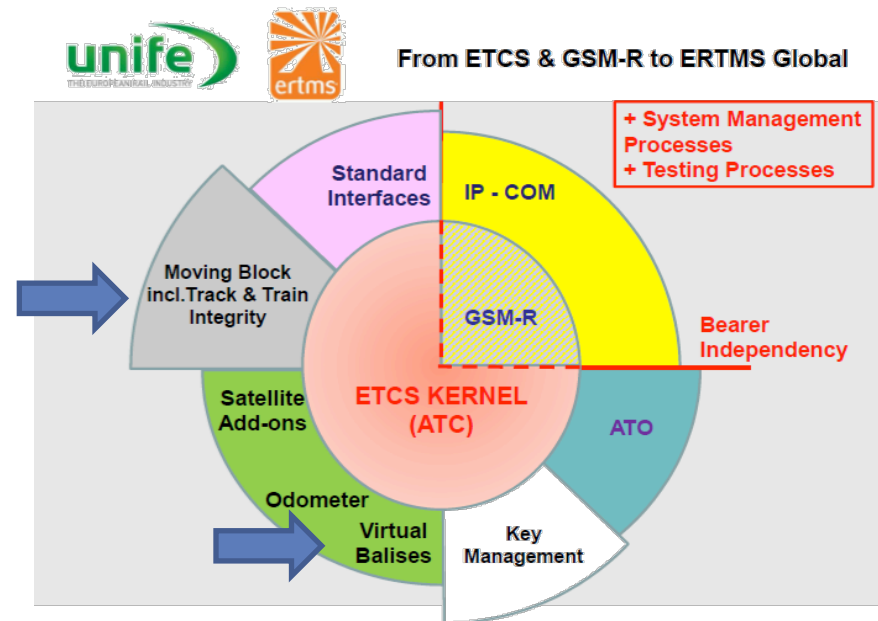 unife
THE EUROPEAN RAIL INDUSTRY
ertms
From ETCS & GSM-R to ERTMS Global
+ System Management
Processes
+ Testing Processes
Standard
Interfaces
IP - COM
Moving Block
incl.Track & Train
Integrity
GSM-R
Bearer
Independency
ETCS KERNEL
(ATC)
Satellite
Add-ons
ATO
Odometer
Virtual
Balises
Key
Management